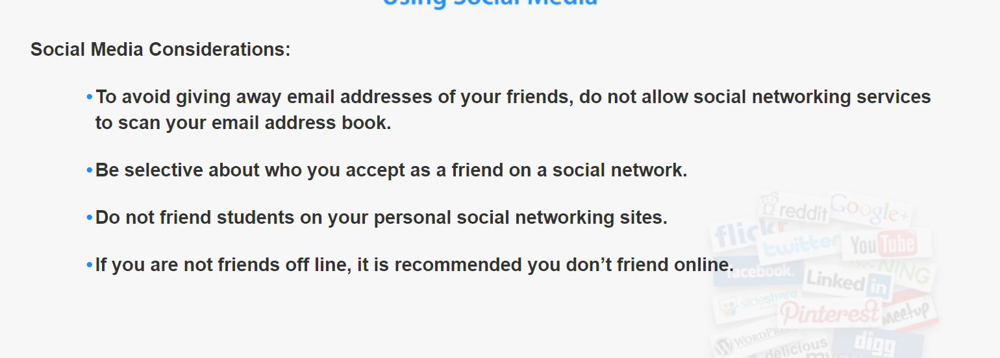 Using Social Media
Social Media Considerations:
•To avoid giving away email addresses of your friends, do not allow social networking services
to scan your email address book.
•Be selective about who you accept as a friend on a social network.
•Do not friend students on your personal social networking sites.
•If you are not friends off line, it is recommended you don’t friend online.
reddit Google+
flickr
twitter YouTube
facebook. NING
Linked in
slideshare
Pinterest Meetup
WORDPRESS
digg
delicious